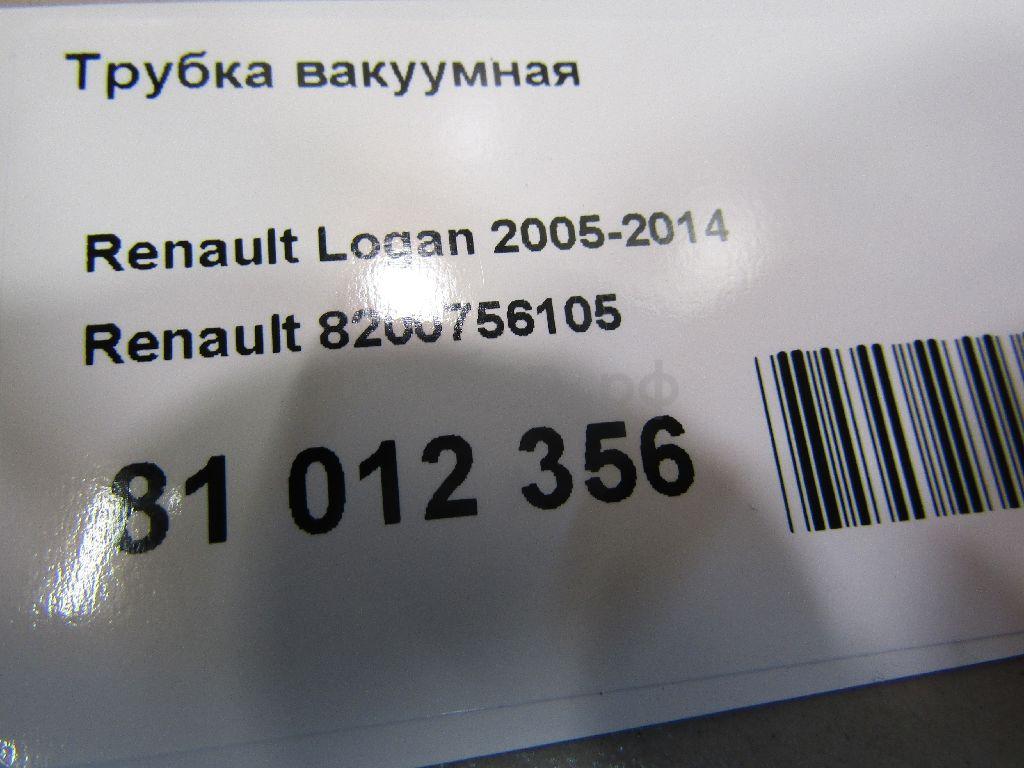 Трубка вакуумная
Renault Logan 2005-2014
Renault 8200756105
81 012 356